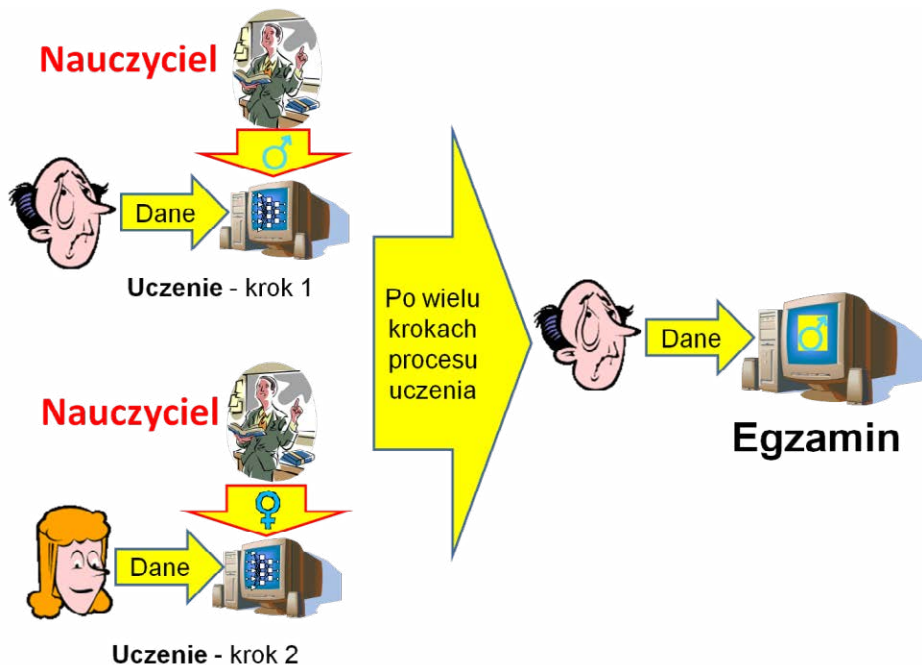 Nauczyciel
Dane
Uczenie - krok 1
Nauczyciel
Dane
Uczenie - krok 2
Po wielu
krokach
procesu
uczenia
Dane
Egzamin